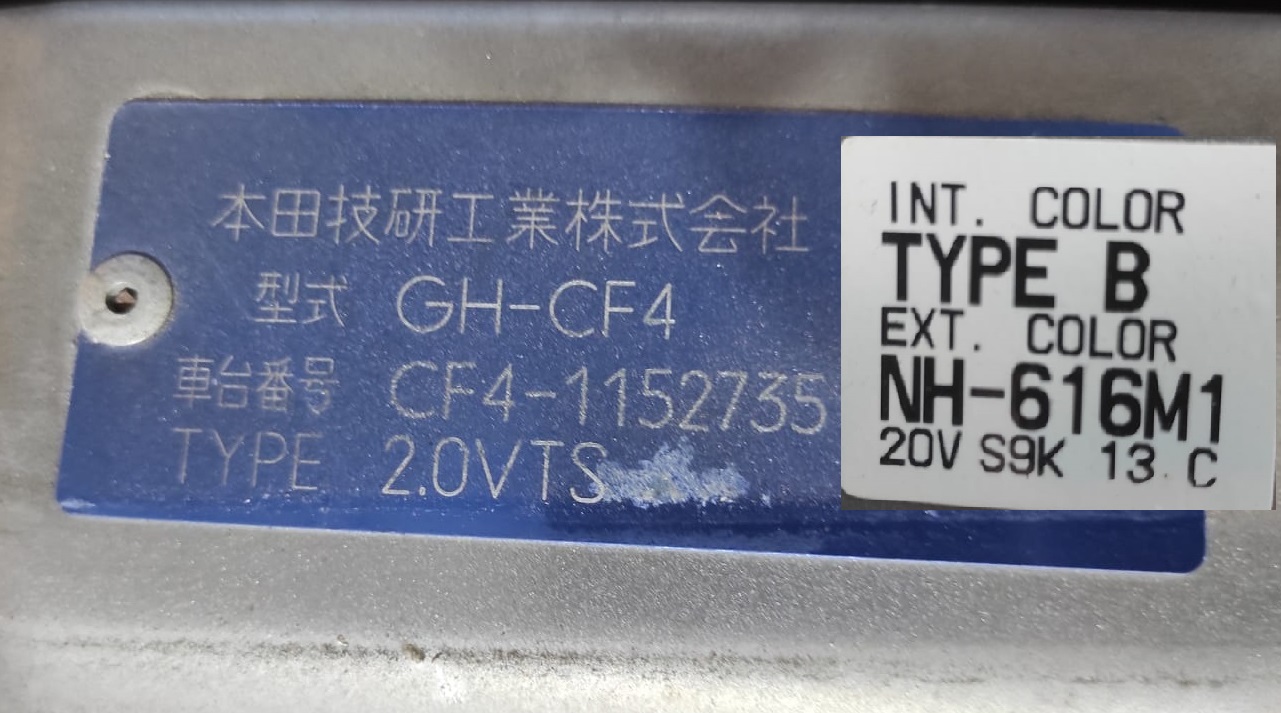 本田技研工業株式会社
型式 GH-CF4
車台番号 CF4-1152735
TYPE 2.0VTS
INT. COLOR
TYPE B
EXT. COLOR
NH-616M1
20V S9K 13 C